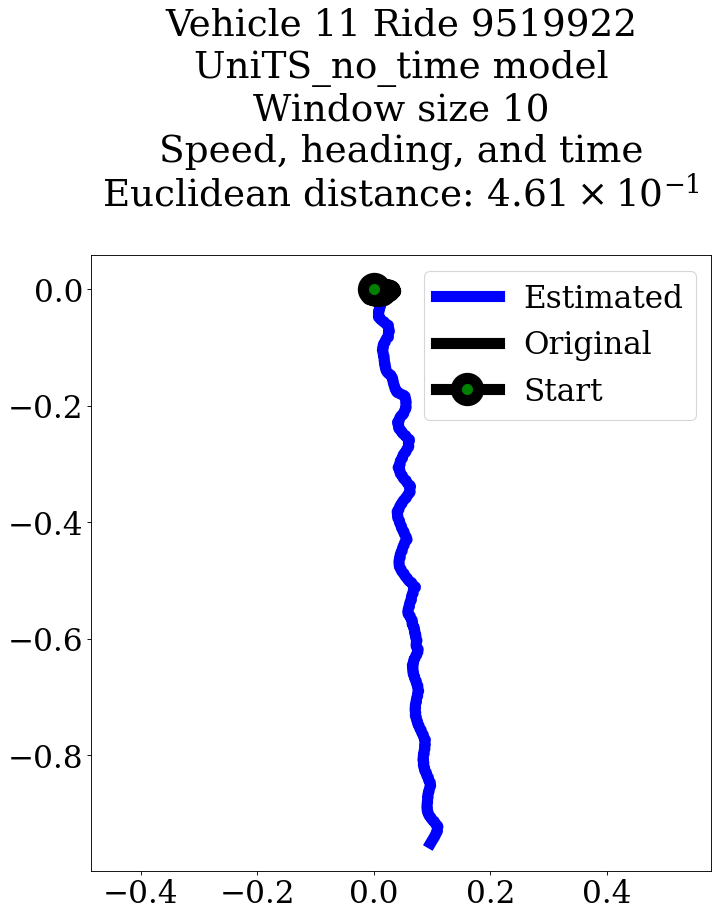 Vehicle 11 Ride 9519922
UniTS_no_time model
Window size 10
Speed, heading, and time
Euclidean distance: 4.61 × 10⁻¹
Estimated
Original
Start
0.0
−0.2
−0.4
−0.6
−0.8
−0.4 −0.2 0.0 0.2 0.4